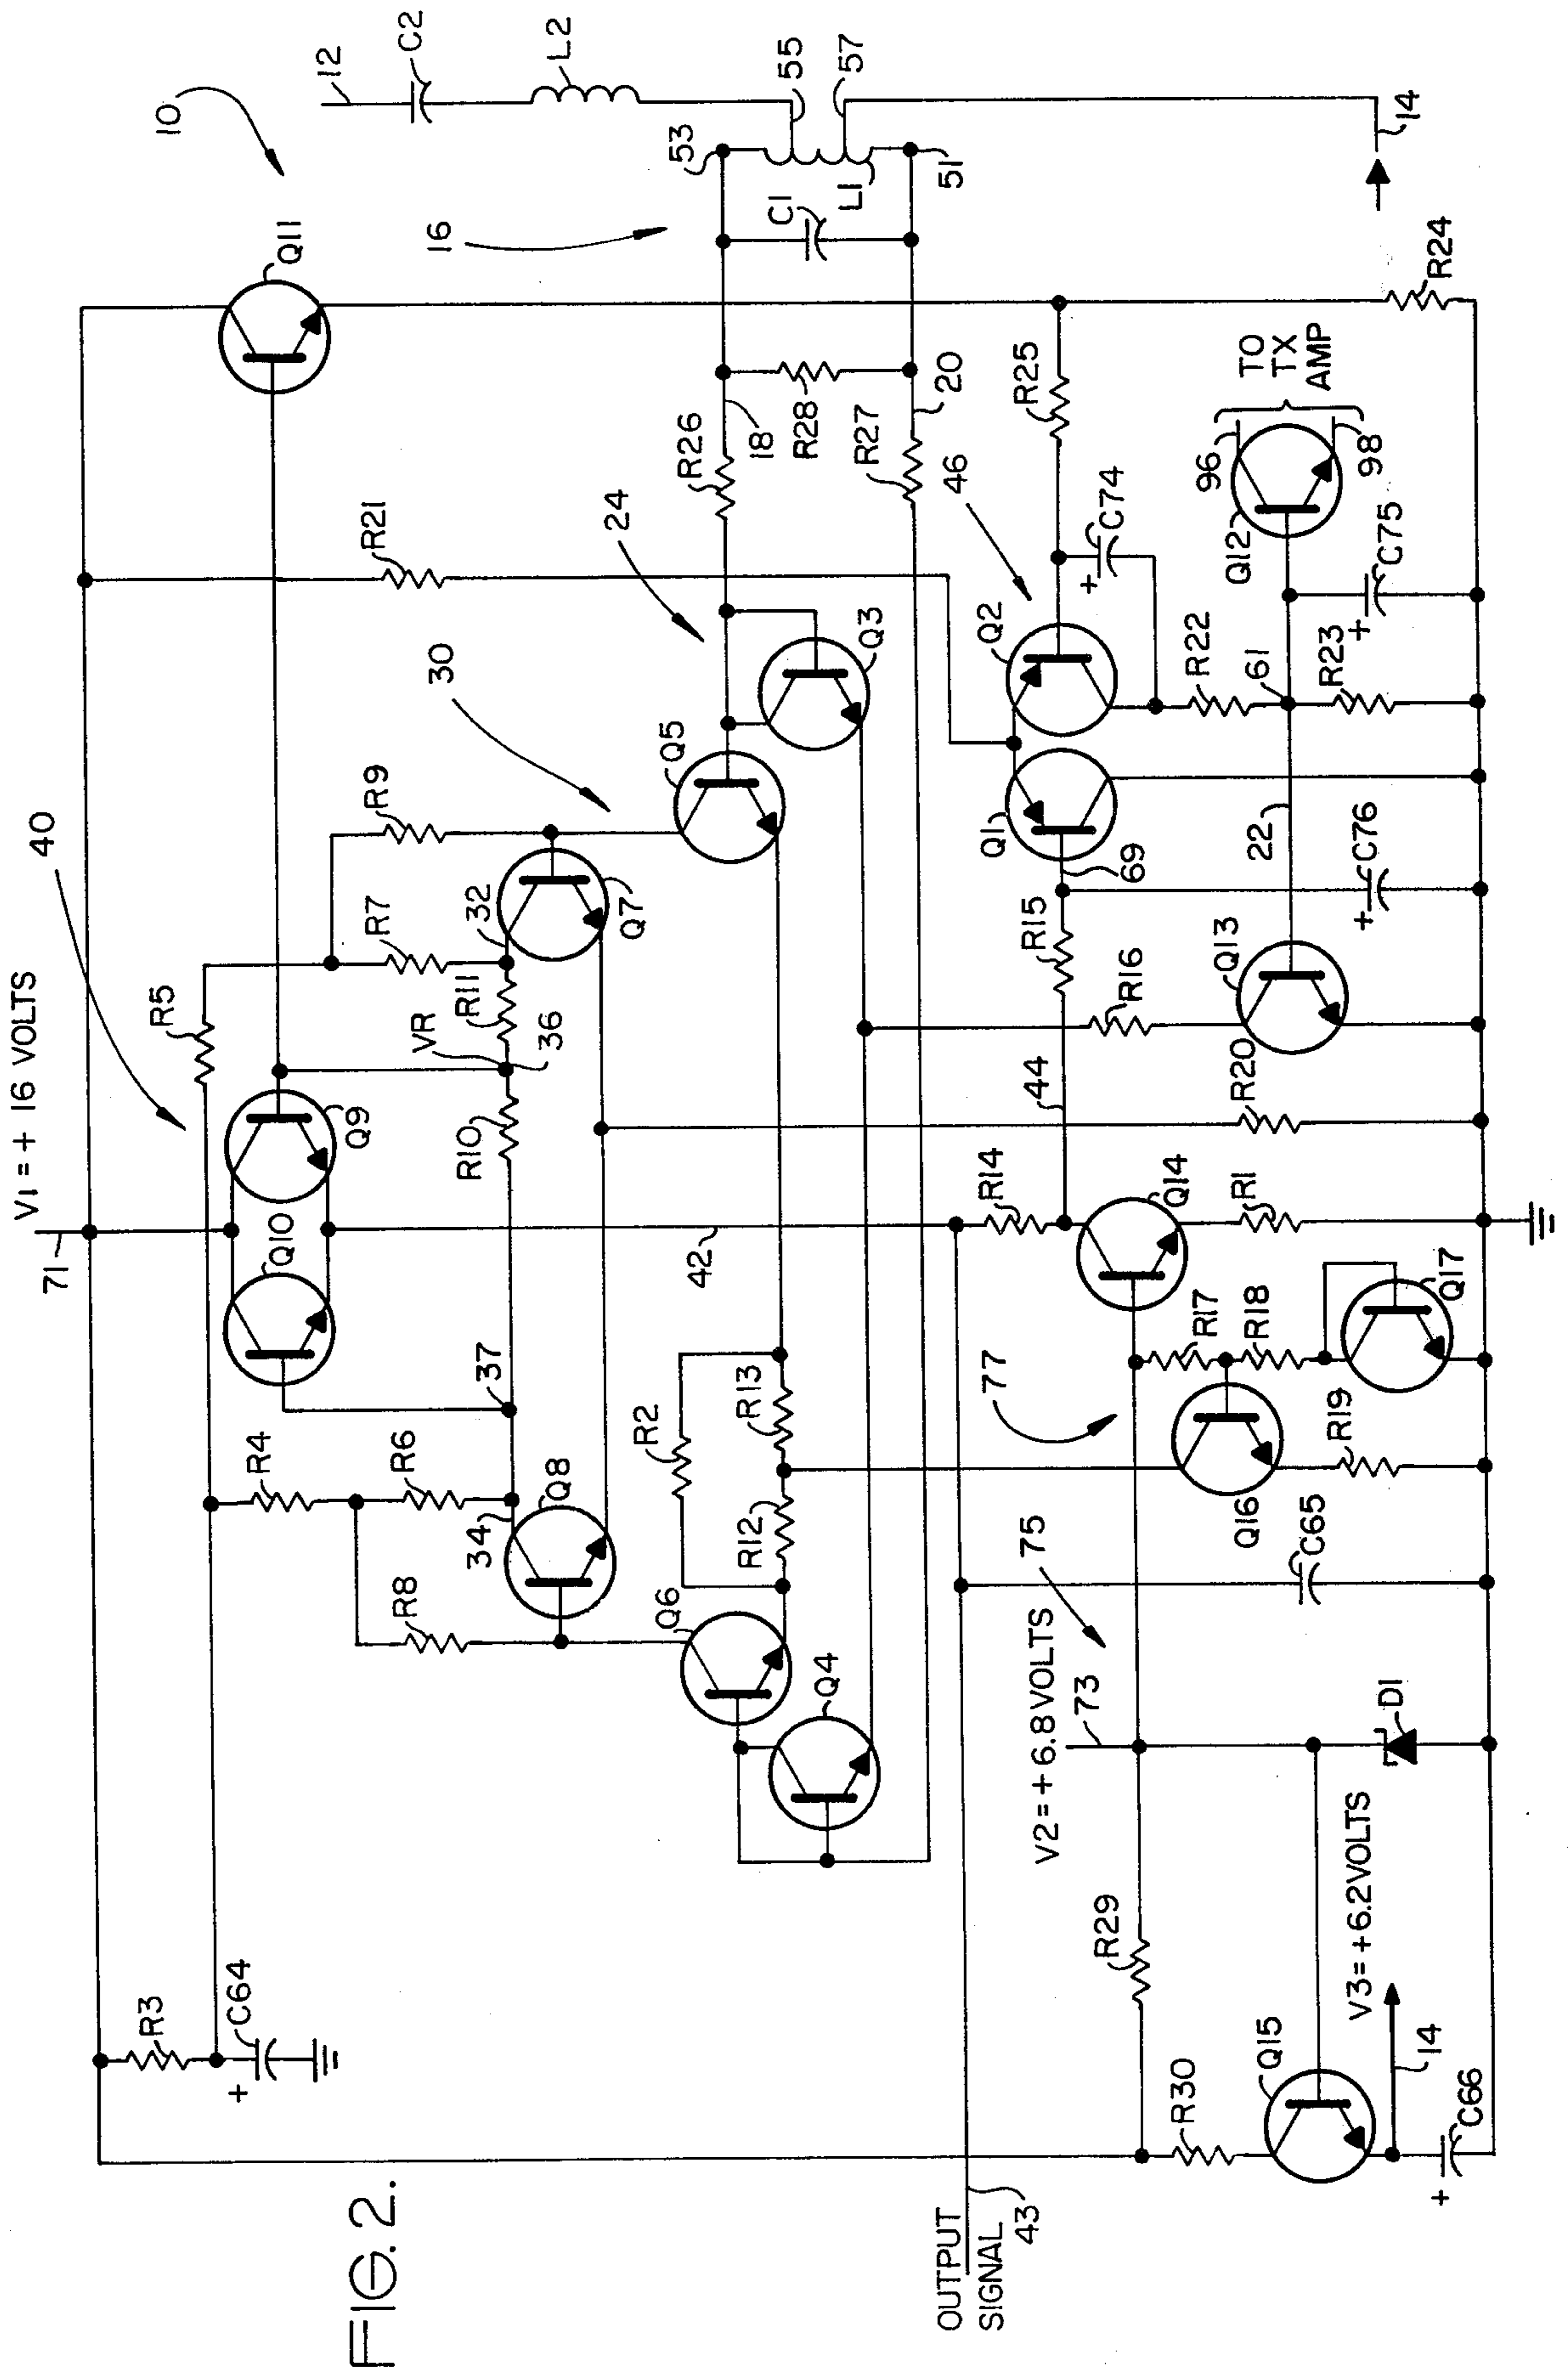 FIG. 2.
10
12
C2
L2
55
57
53
51
14
16
C1
L1
Q11
R24
18
R26
R28
R27
20
R25
TO
TX
AMP
96
98
R21
24
46
C74
Q12
C75
30
Q3
Q2
R22
61
R23
Q5
R9
40
R7
32
Q7
Q1
69
22
C76
V1 = + 16 VOLTS
R5
R11
VR
36
R15
R16
Q13
71
Q9
Q10
R10
44
R20
R14
Q14
R1
42
37
R4
R6
34
Q8
R8
R2
R13
R12
77
R17
R18
Q17
Q16
R19
75
C65
Q6
Q4
V2 = + 6.8 VOLTS
73
D1
V3 = + 6.2 VOLTS
R3
C64
+
R29
R30
Q15
14
C66
+
+
+
+
OUTPUT
SIGNAL
43